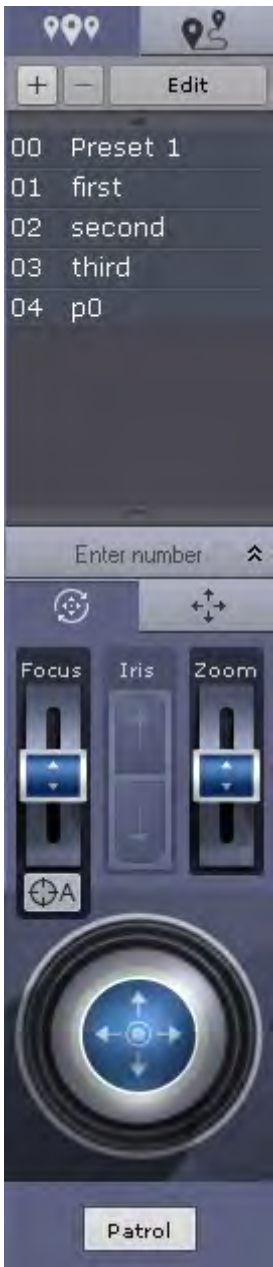 + - Edit
00 Preset 1
01 first
02 second
03 third
04 p0
Enter number
Focus Iris Zoom
A
Patrol